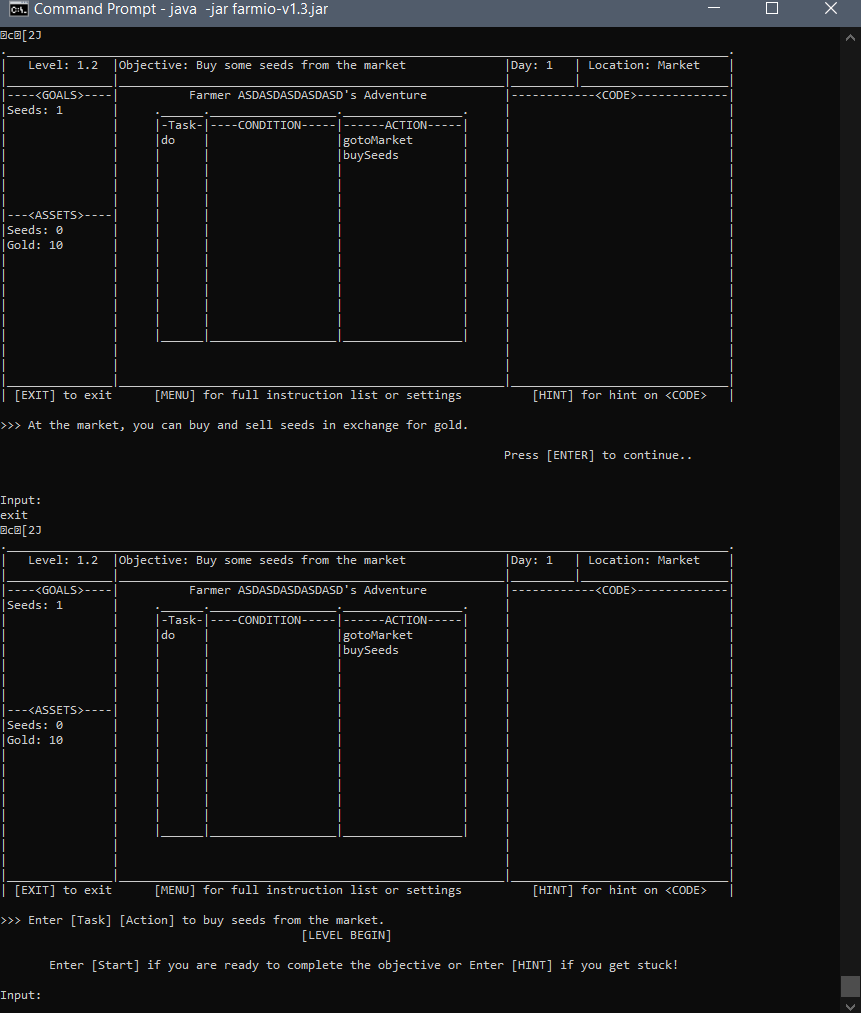 Command Prompt - java -jar farmio-v1.3.jar
c[2J
Level: 1.2 |Objective: Buy some seeds from the market |Day: 1 | Location: Market
----<GOALS>---- Farmer ASDASDASDASDASD's Adventure ------------<CODE>-------------
Seeds: 1
-Task-|----CONDITION-----|------ACTION-----
do gotoMarket
buySeeds
---<ASSETS>----
Seeds: 0
Gold: 10
[EXIT] to exit [MENU] for full instruction list or settings [HINT] for hint on <CODE>
>>> At the market, you can buy and sell seeds in exchange for gold.
Press [ENTER] to continue..
Input:
exit
c[2J
Level: 1.2 |Objective: Buy some seeds from the market |Day: 1 | Location: Market
----<GOALS>---- Farmer ASDASDASDASDASD's Adventure ------------<CODE>-------------
Seeds: 1
-Task-|----CONDITION-----|------ACTION-----
do gotoMarket
buySeeds
---<ASSETS>----
Seeds: 0
Gold: 10
[EXIT] to exit [MENU] for full instruction list or settings [HINT] for hint on <CODE>
>>> Enter [Task] [Action] to buy seeds from the market.
[LEVEL BEGIN]
Enter [Start] if you are ready to complete the objective or Enter [HINT] if you get stuck!
Input: